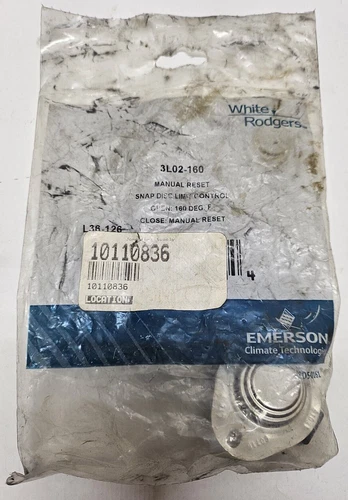 White
Rodgers
3L02-160
MANUAL RESET
SNAP DISC LIMIT CONTROL
OPEN: 160 DEG. F
CLOSE: MANUAL RESET
L36-126
10110836
4
10110836
LOCATION
EMERSON
Climate Technologies